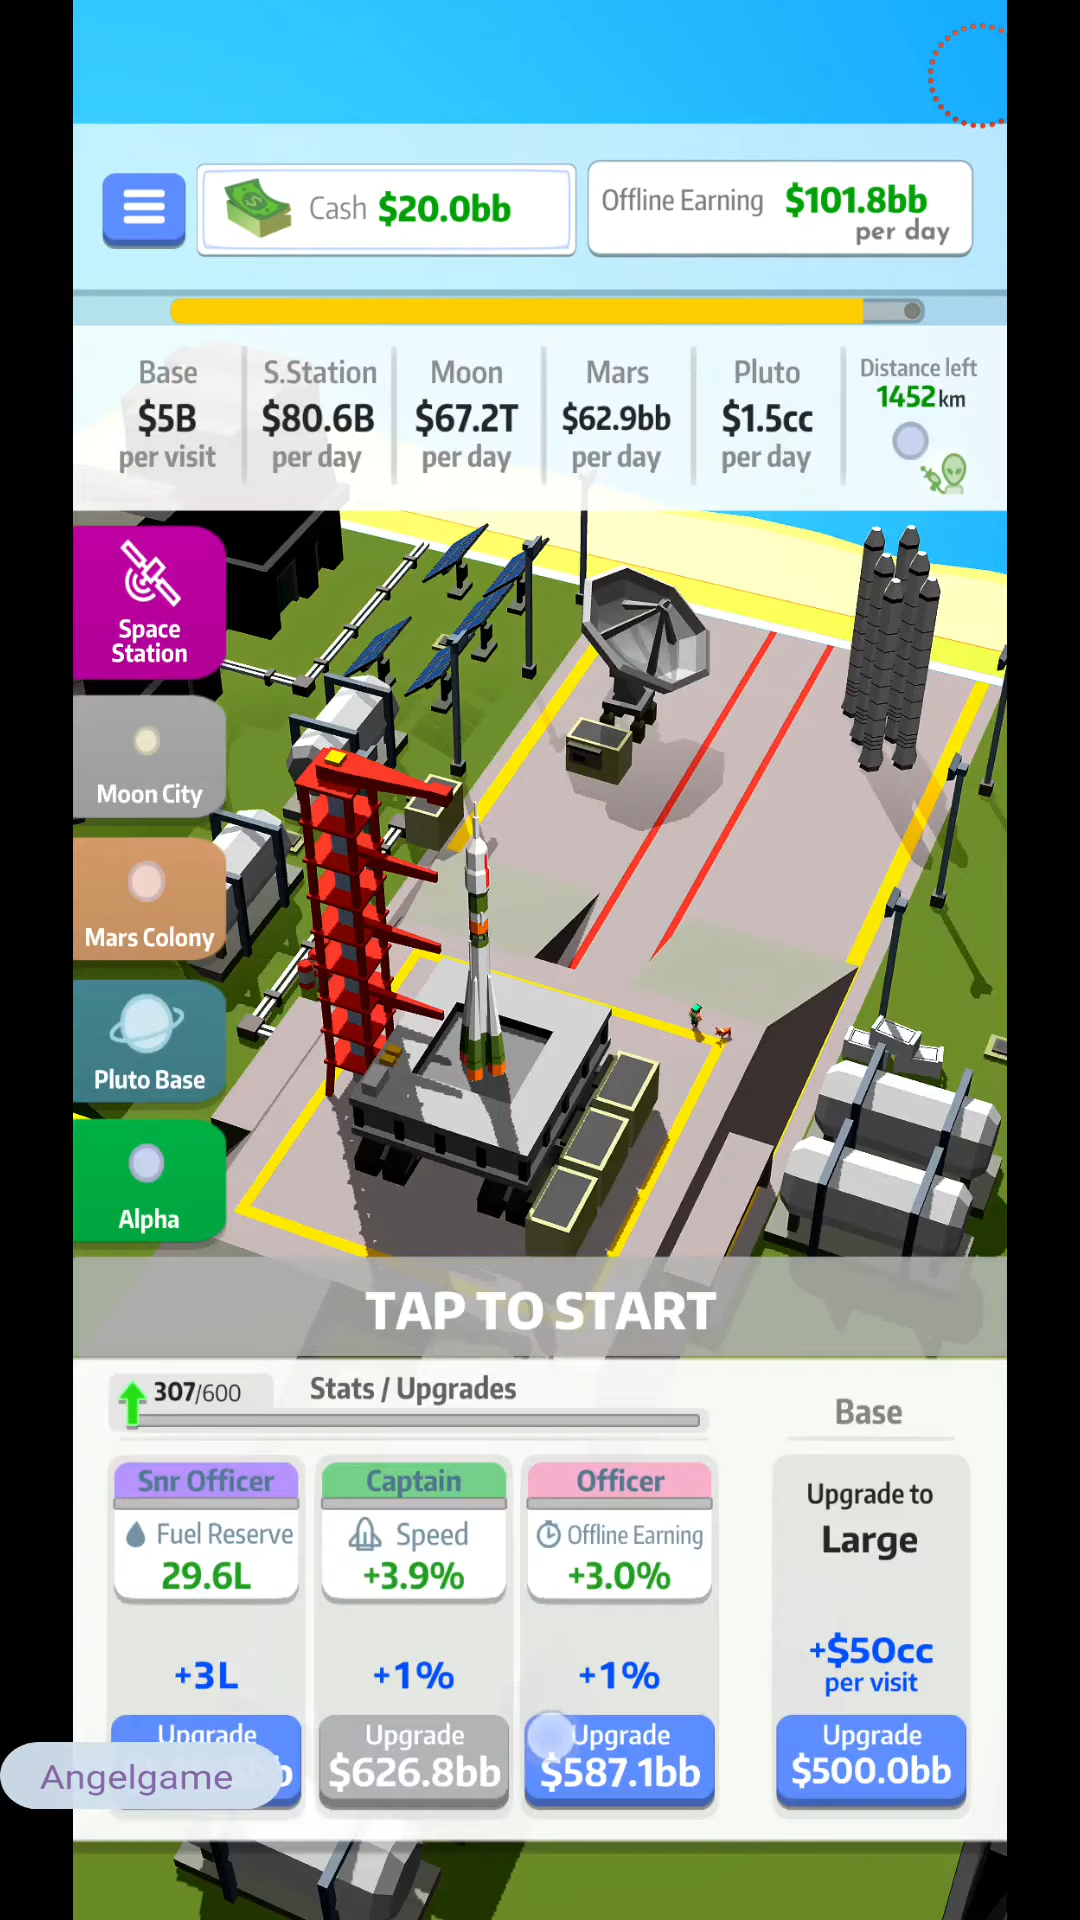 Cash $20.0bb
Offline Earning $101.8bb
per day
Base
$5B
per visit
S.Station
$80.6B
per day
Moon
$67.2T
per day
Mars
$62.9bb
per day
Pluto
$1.5cc
per day
Distance left
1452 km
Space
Station
Moon City
Mars Colony
Pluto Base
Alpha
TAP TO START
307/600
Stats / Upgrades
Base
Snr Officer
Fuel Reserve
29.6L
+3L
Upgrade
Captain
Speed
+3.9%
+1%
Upgrade
$626.8bb
Officer
Offline Earning
+3.0%
+1%
Upgrade
$587.1bb
Upgrade to
Large
+$50cc
per visit
Upgrade
$500.0bb
Angelgame